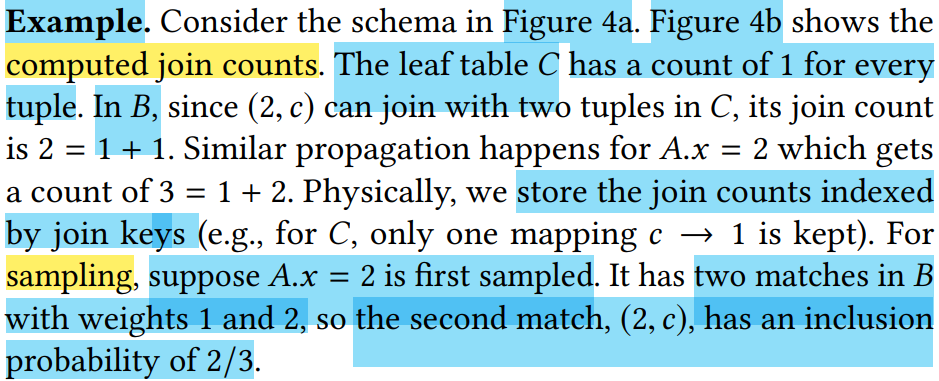 Example. Consider the schema in Figure 4a. Figure 4b shows the
computed join counts. The leaf table C has a count of 1 for every
tuple. In B, since (2, c) can join with two tuples in C, its join count
is 2 = 1 + 1. Similar propagation happens for A.x = 2 which gets
a count of 3 = 1 + 2. Physically, we store the join counts indexed
by join keys (e.g., for C, only one mapping c → 1 is kept). For
sampling, suppose A.x = 2 is first sampled. It has two matches in B
with weights 1 and 2, so the second match, (2, c), has an inclusion
probability of 2/3.